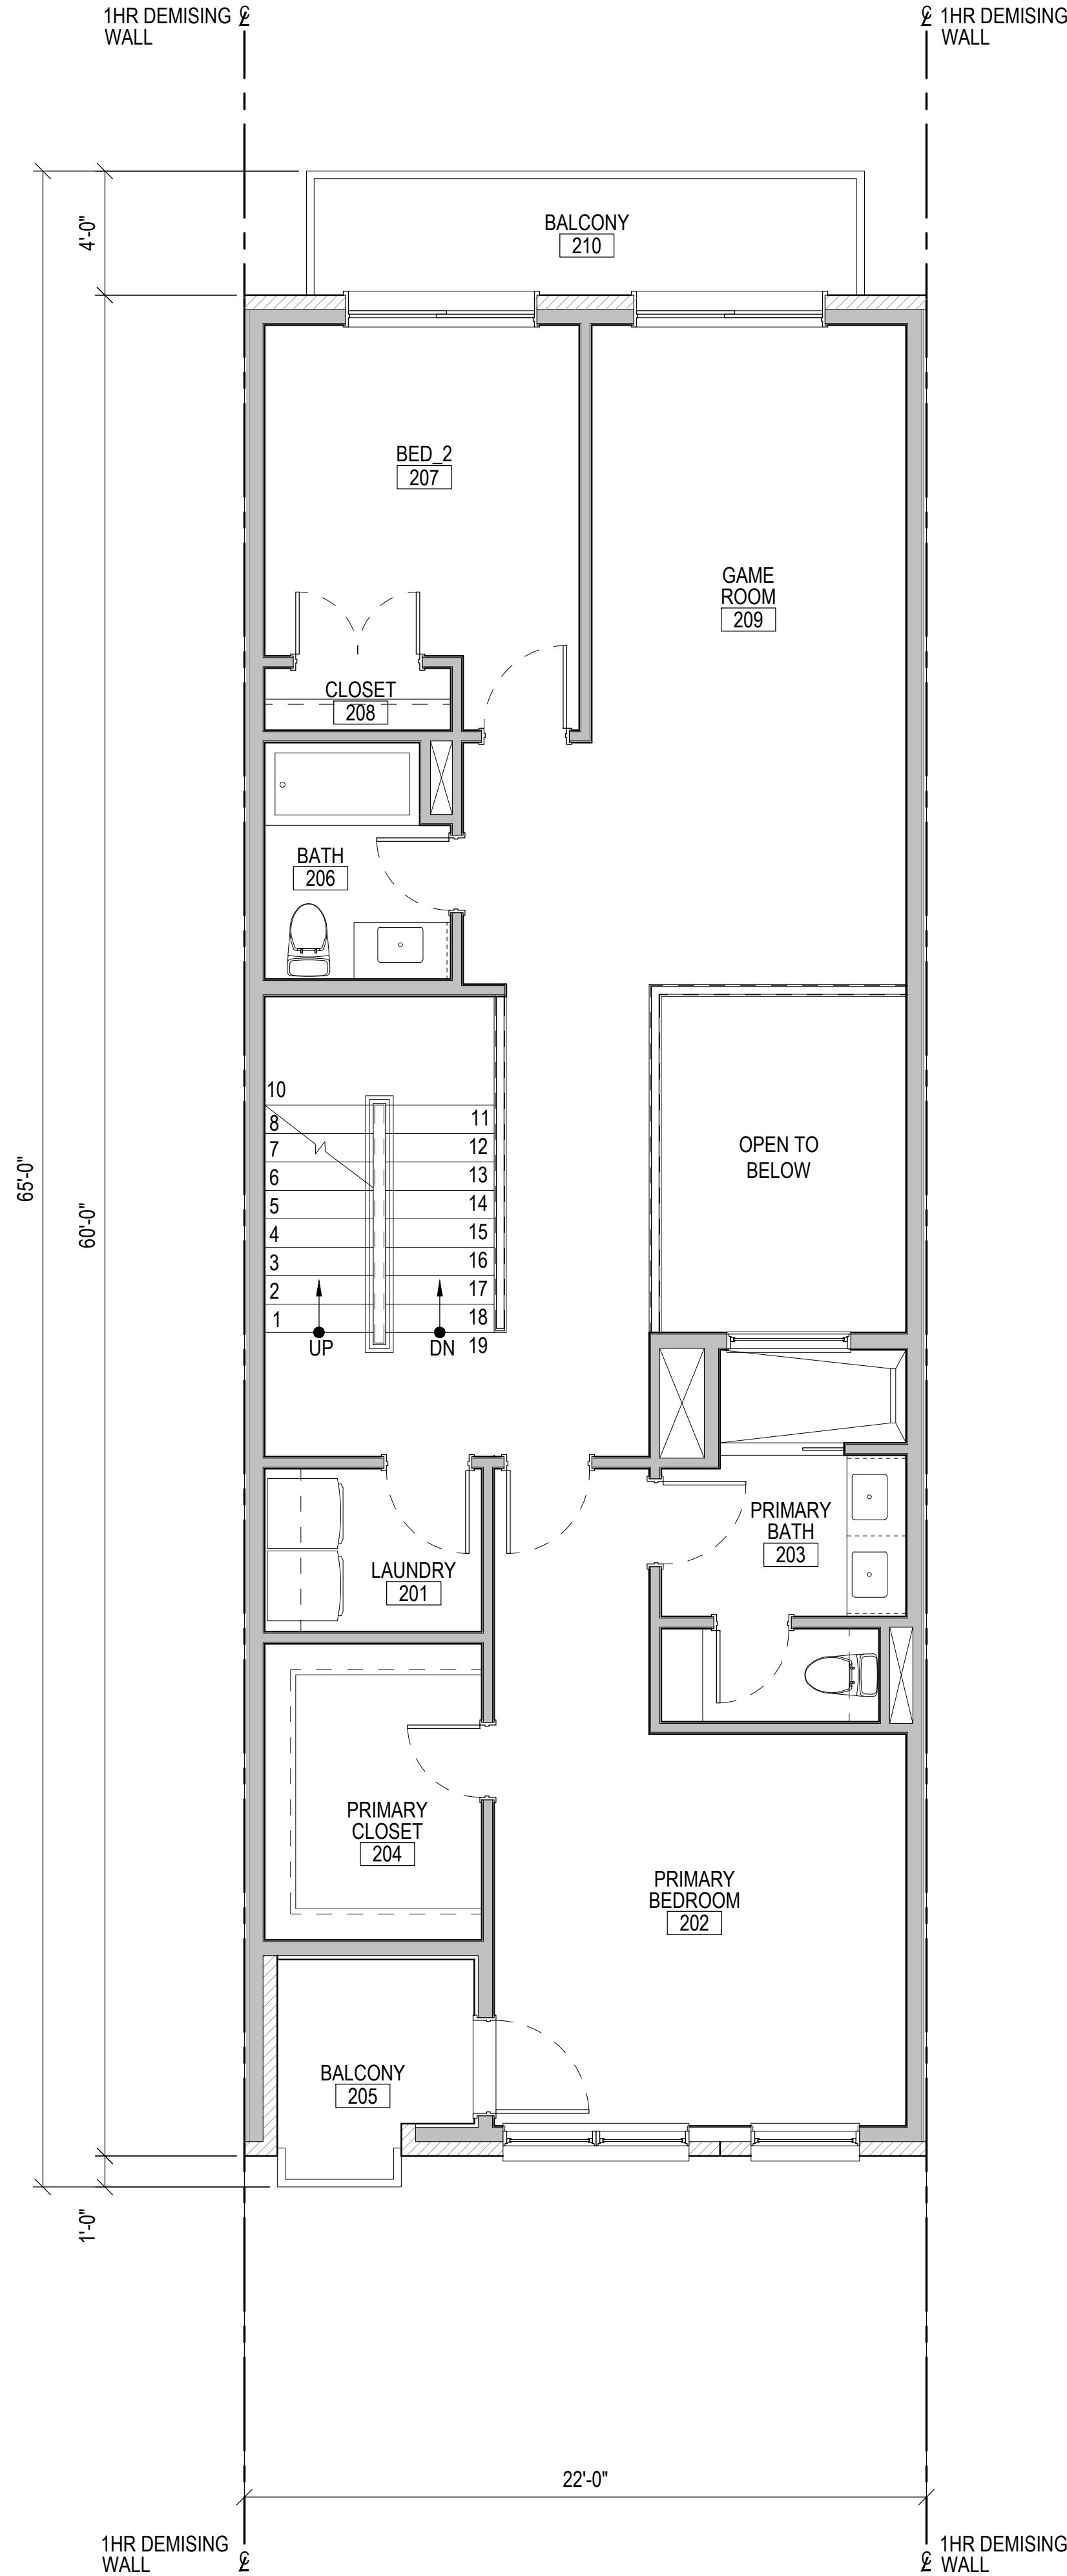 1HR DEMISING
WALL
℄
℄
1HR DEMISING
WALL
4'-0"
BALCONY
210
BED_2
207
GAME
ROOM
209
CLOSET
208
BATH
206
65'-0"
60'-0"
10
8
7
6
5
4
3
2
1
11
12
13
14
15
16
17
18
19
UP
DN
OPEN TO
BELOW
PRIMARY
BATH
203
LAUNDRY
201
PRIMARY
CLOSET
204
PRIMARY
BEDROOM
202
BALCONY
205
1'-0"
22'-0"
1HR DEMISING
WALL
℄
℄
1HR DEMISING
WALL